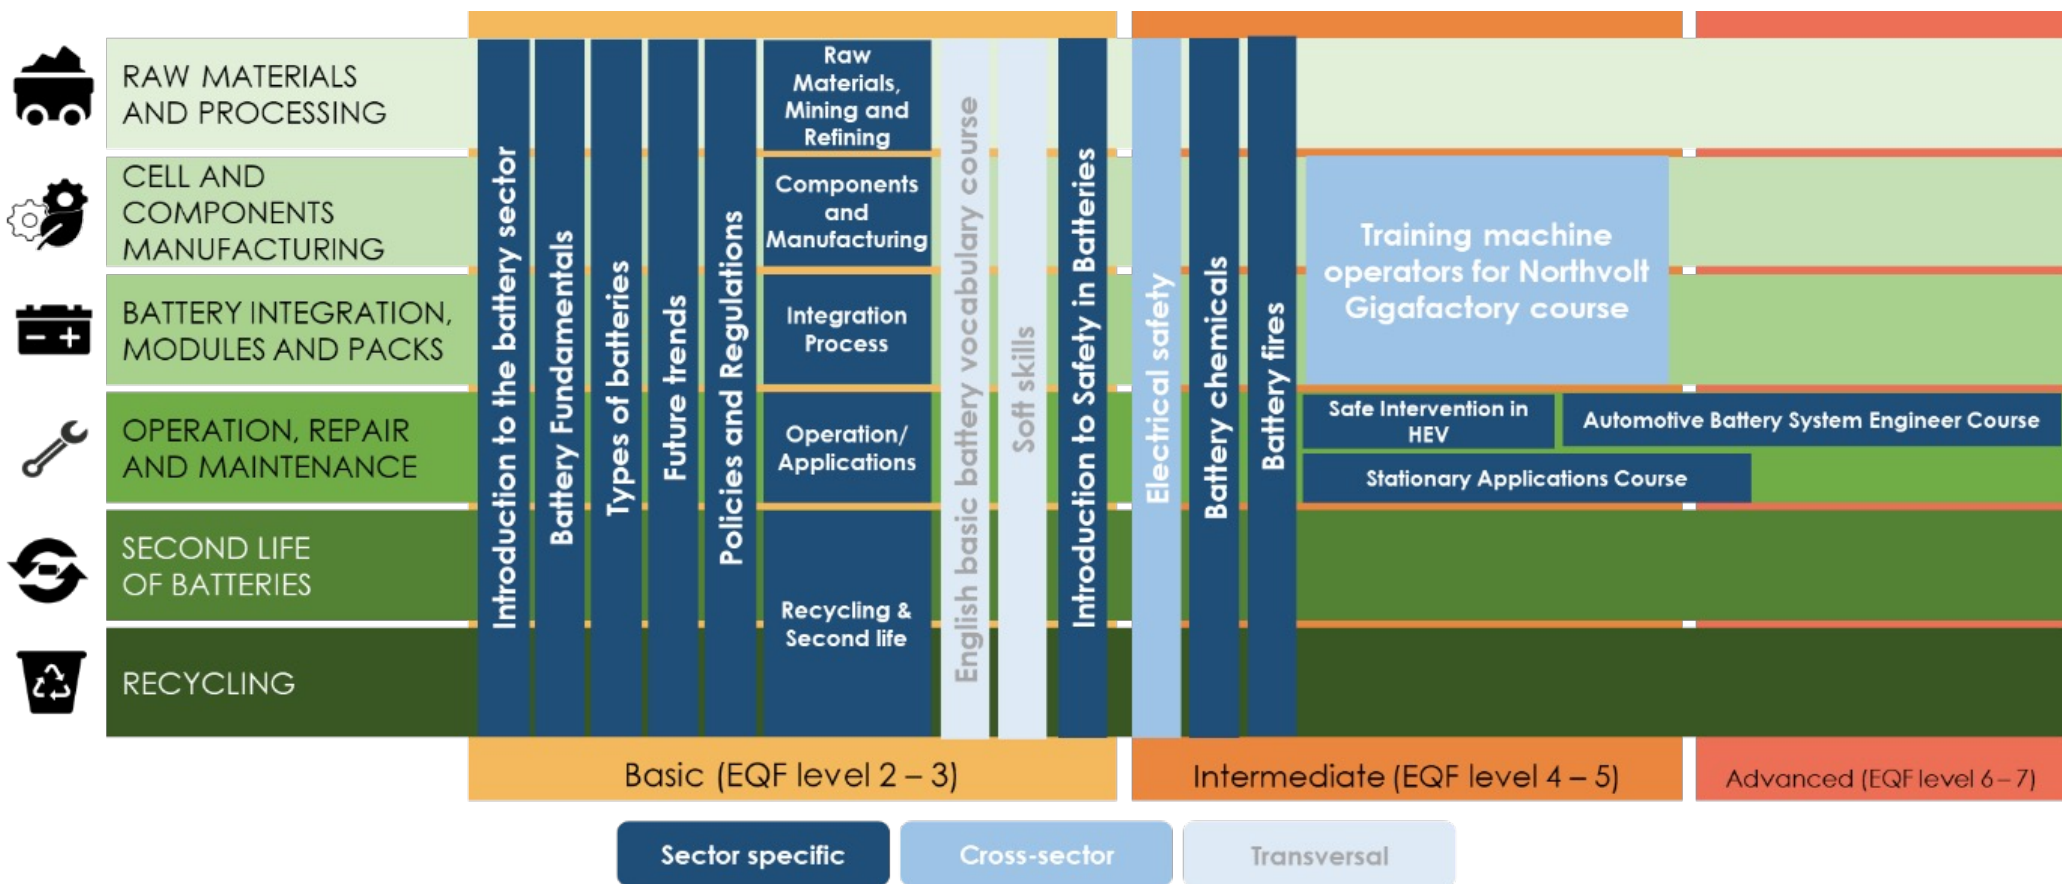 RAW MATERIALS
AND PROCESSING
CELL AND
COMPONENTS
MANUFACTURING
BATTERY INTEGRATION,
MODULES AND PACKS
OPERATION, REPAIR
AND MAINTENANCE
SECOND LIFE
OF BATTERIES
RECYCLING
Introduction to the battery sector
Battery Fundamentals
Types of batteries
Future trends
Policies and Regulations
Raw
Materials,
Mining and
Refining
Components
and
Manufacturing
Integration
Process
Operation/
Applications
Recycling &
Second life
English basic battery vocabulary course
Soft skills
Introduction to Safety in Batteries
Electrical safety
Battery chemicals
Battery fires
Training machine
operators for Northvolt
Gigafactory course
Safe Intervention in
HEV
Automotive Battery System Engineer Course
Stationary Applications Course
Basic (EQF level 2 – 3)
Intermediate (EQF level 4 – 5)
Advanced (EQF level 6 – 7)
Sector specific
Cross-sector
Transversal